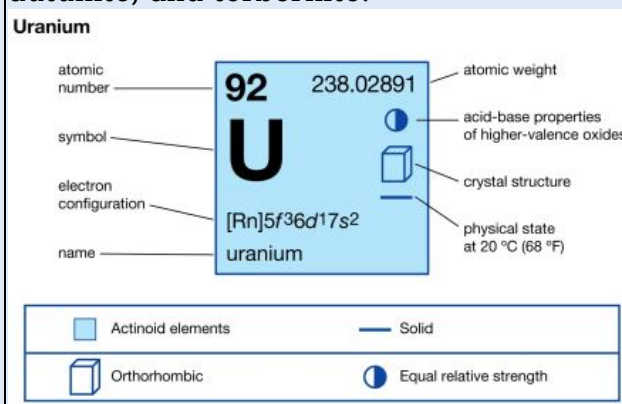 Uranium
atomic
number
92
238.02891
atomic weight
symbol
U
acid-base properties
of higher-valence oxides
crystal structure
electron
configuration
[Rn]5f36d17s2
physical state
at 20 °C (68 °F)
name
uranium
Actinoid elements
Solid
Orthorhombic
Equal relative strength